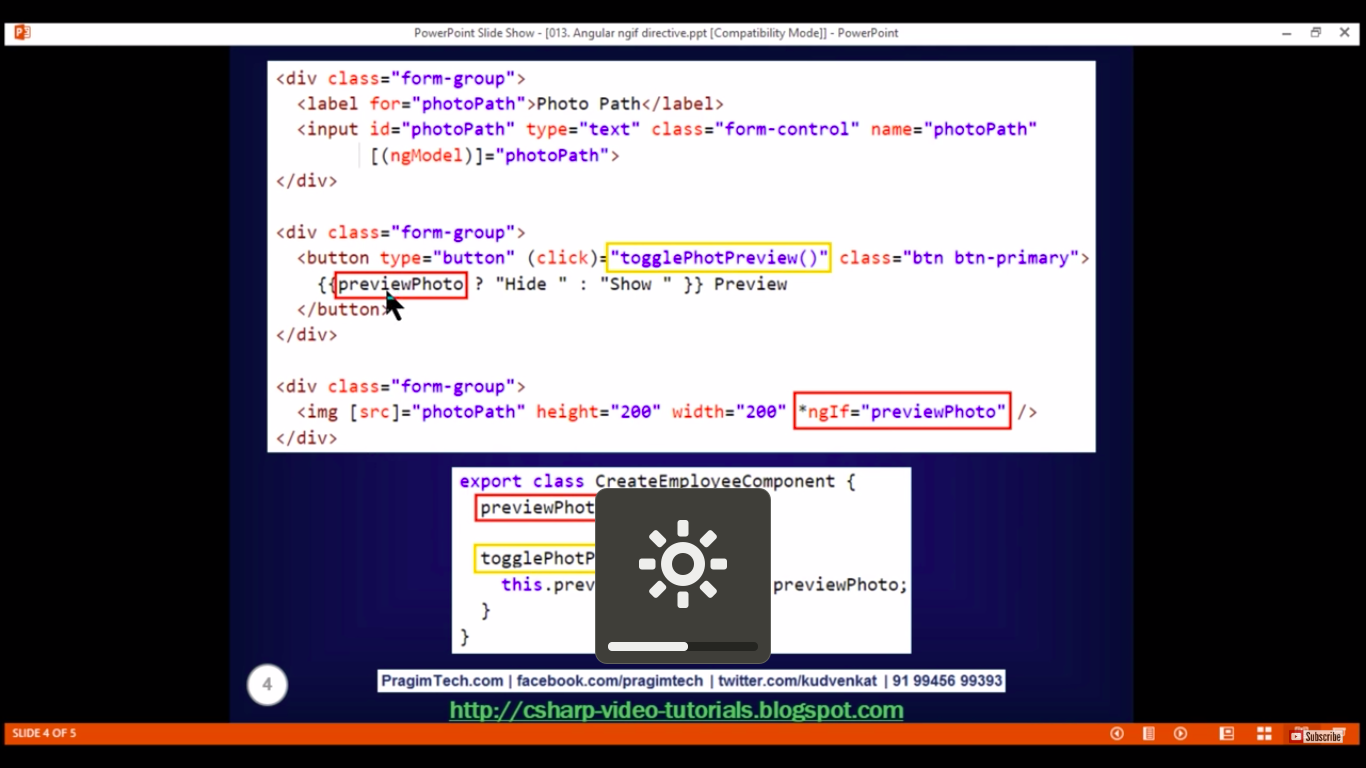 PowerPoint Slide Show - [013. Angular ngif directive.ppt [Compatibility Mode]] - PowerPoint
<div class="form-group">
<label for="photoPath">Photo Path</label>
<input id="photoPath" type="text" class="form-control" name="photoPath"
[(ngModel)]="photoPath">
</div>
<div class="form-group">
<button type="button" (click)="togglePhotPreview()" class="btn btn-primary">
{{previewPhoto ? "Hide " : "Show " }} Preview
</button>
</div>
<div class="form-group">
<img [src]="photoPath" height="200" width="200" *ngIf="previewPhoto" />
</div>
export class CreateEmployeeComponent {
previewPhot
togglePhotP
this.prev previewPhoto;
}
}
4
PragimTech.com | facebook.com/pragimtech | twitter.com/kudvenkat | 91 99456 99393
http://csharp-video-tutorials.blogspot.com
SLIDE 4 OF 5
Subscribe